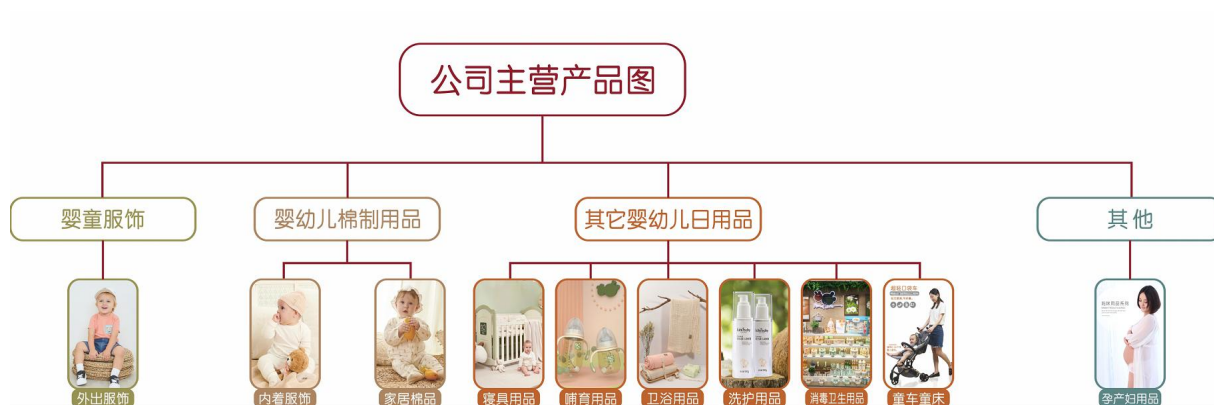 公司主营产品图
婴童服饰
婴幼儿棉制用品
其它婴幼儿日用品
其他
外出服饰
内着服饰
家居棉品
寝具用品
哺育用品
卫浴用品
洗护用品
消毒卫生用品
童车童床
孕产妇用品